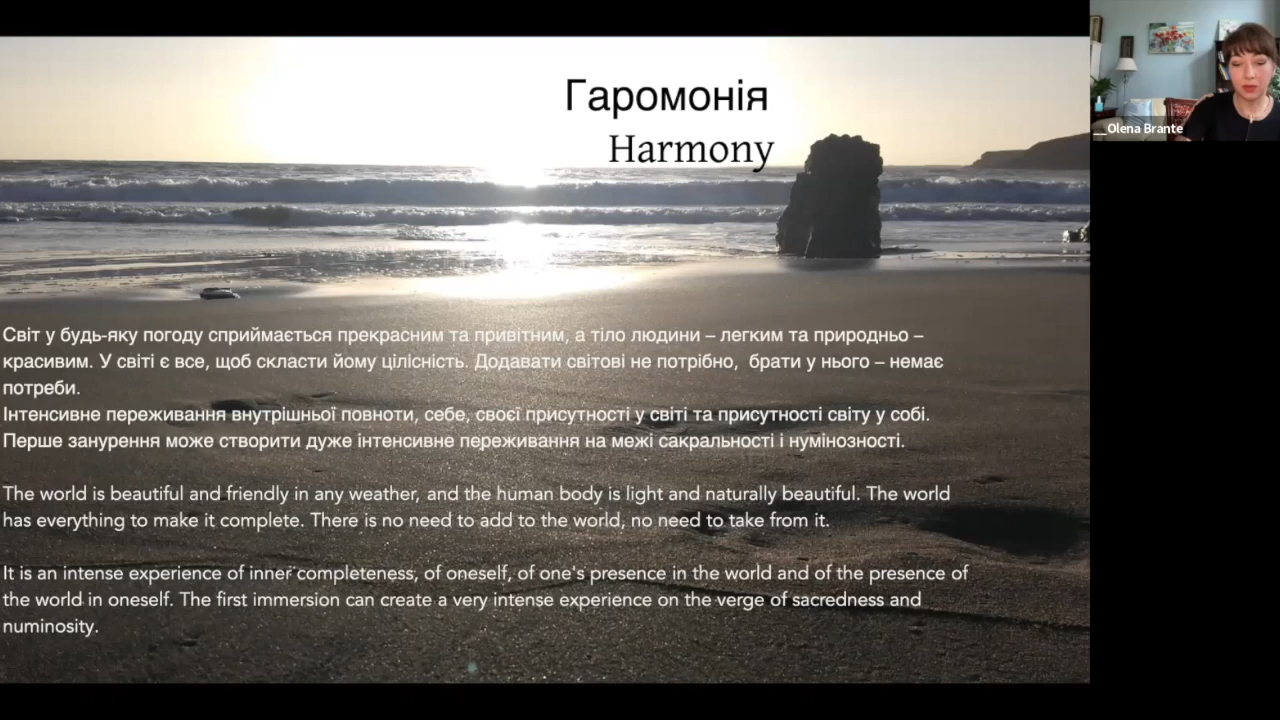 Гаромонія
Harmony
__Olena Brante
Світ у будь-яку погоду сприймається прекрасним та привітним, а тіло людини – легким та природньо –
красивим. У світі є все, щоб скласти йому цілісність. Додавати світові не потрібно,  брати у нього – немає
потреби.
Інтенсивне переживання внутрішньої повноти, себе, своєї присутності у світі та присутності світу у собі.
Перше занурення може створити дуже інтенсивне переживання на межі сакральності і нумінозності.
The world is beautiful and friendly in any weather, and the human body is light and naturally beautiful. The world
has everything to make it complete. There is no need to add to the world, no need to take from it.
It is an intense experience of inner completeness, of oneself, of one's presence in the world and of the presence of
the world in oneself. The first immersion can create a very intense experience on the verge of sacredness and
numinosity.